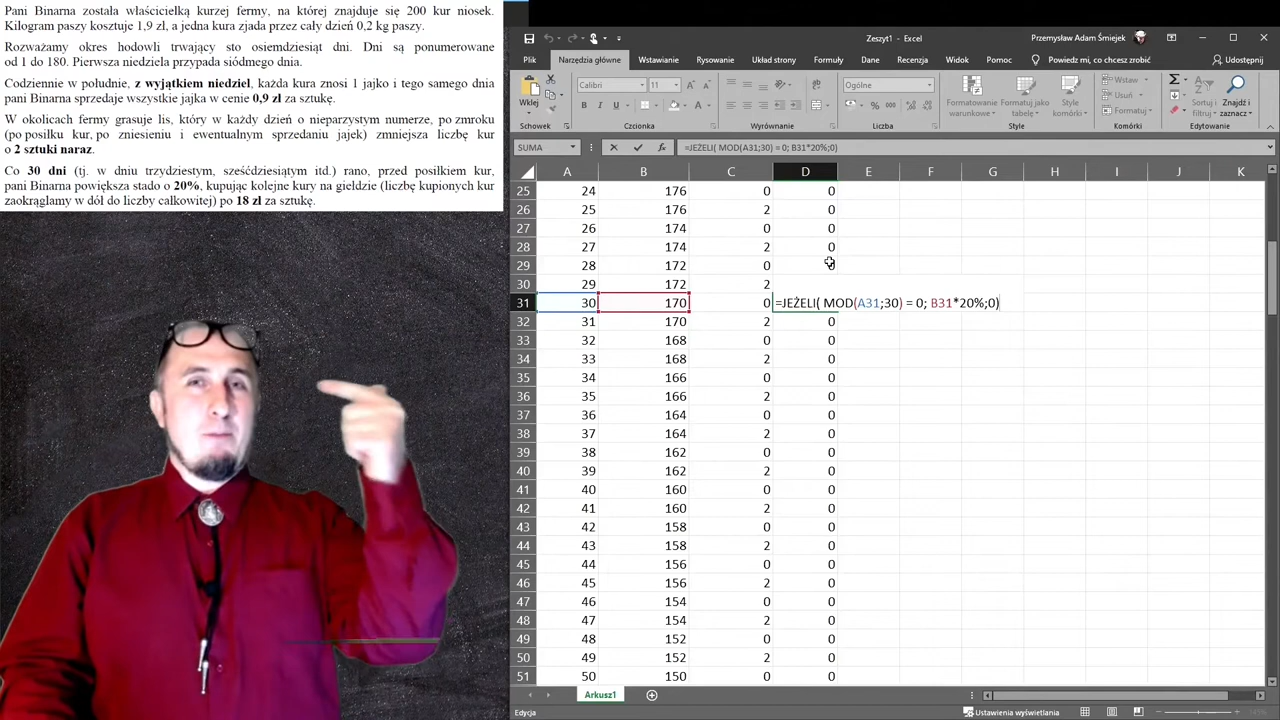 Pani Binarna została właścicielką kurzej fermy, na której znajduje się 200 kur niosek.
Kilogram paszy kosztuje 1,9 zł, a jedna kura zjada przez cały dzień 0,2 kg paszy.
Rozważamy okres hodowli trwający sto osiemdziesiąt dni. Dni są ponumerowane
od 1 do 180. Pierwsza niedziela przypada siódmego dnia.
Codziennie w południe, z wyjątkiem niedziel, każda kura znosi 1 jajko i tego samego dnia
pani Binarna sprzedaje wszystkie jajka w cenie 0,9 zł za sztukę.
W okolicach fermy grasuje lis, który w każdy dzień o nieparzystym numerze, po zmroku
(po posiłku kur, po zniesieniu i ewentualnym sprzedaniu jajek) zmniejsza liczbę kur
o 2 sztuki naraz.
Co 30 dni (tj. w dniu trzydziestym, sześćdziesiątym itd.) rano, przed posiłkiem kur,
pani Binarna powiększa stado o 20%, kupując kolejne kury na giełdzie (liczbę kupionych kur
zaokrąglamy w dół do liczby całkowitej) po 18 zł za sztukę.
Zeszyt1 - Excel
Przemysław Adam Śmiejek
Plik Narzędzia główne Wstawianie Rysowanie Układ strony Formuły Dane Recenzja Widok Pomoc Powiedz mi, co chcesz zrobić Udostępnij
Wklej
Calibri 11
Ogólne
Formatowanie warunkowe
Formatuj jako tabelę
Style komórki
Wstaw
Usuń
Format
Sortuj i filtruj
Znajdź i zaznacz
Schowek Czcionka Wyrównanie Liczba Style Komórki Edytowanie
SUMA =JEŻELI( MOD(A31;30) = 0; B31*20%;0)
A B C D E F G H I J K
25 24 176 0 0
26 25 176 2 0
27 26 174 0 0
28 27 174 2 0
29 28 172 0 0
30 29 172 2
31 30 170 0 =JEŻELI( MOD(A31;30) = 0; B31*20%;0)
32 31 170 2 0
33 32 168 0 0
34 33 168 2 0
35 34 166 0 0
36 35 166 2 0
37 36 164 0 0
38 37 164 2 0
39 38 162 0 0
40 39 162 2 0
41 40 160 0 0
42 41 160 2 0
43 42 158 0 0
44 43 158 2 0
45 44 156 0 0
46 45 156 2 0
47 46 154 0 0
48 47 154 2 0
49 48 152 0 0
50 49 152 2 0
51 50 150 0 0
Arkusz1
Edycja
Ustawienia wyświetlania